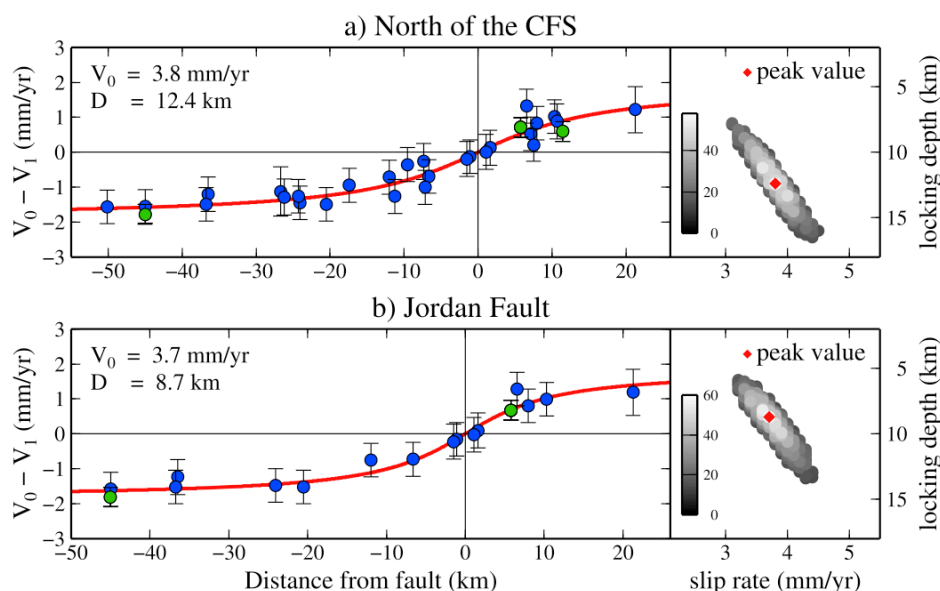 a) North of the CFS
V₀ − V₁ (mm/yr)
3
2
1
0
−1
−2
−3
V₀ = 3.8 mm/yr
D = 12.4 km
−50 −40 −30 −20 −10 0 10 20
peak value
40
20
0
3 4 5
5
10
15
locking depth (km)
b) Jordan Fault
V₀ − V₁ (mm/yr)
3
2
1
0
−1
−2
−3
V₀ = 3.7 mm/yr
D = 8.7 km
−50 −40 −30 −20 −10 0 10 20
Distance from fault (km)
peak value
60
40
20
0
3 4 5
slip rate (mm/yr)
5
10
15
locking depth (km)